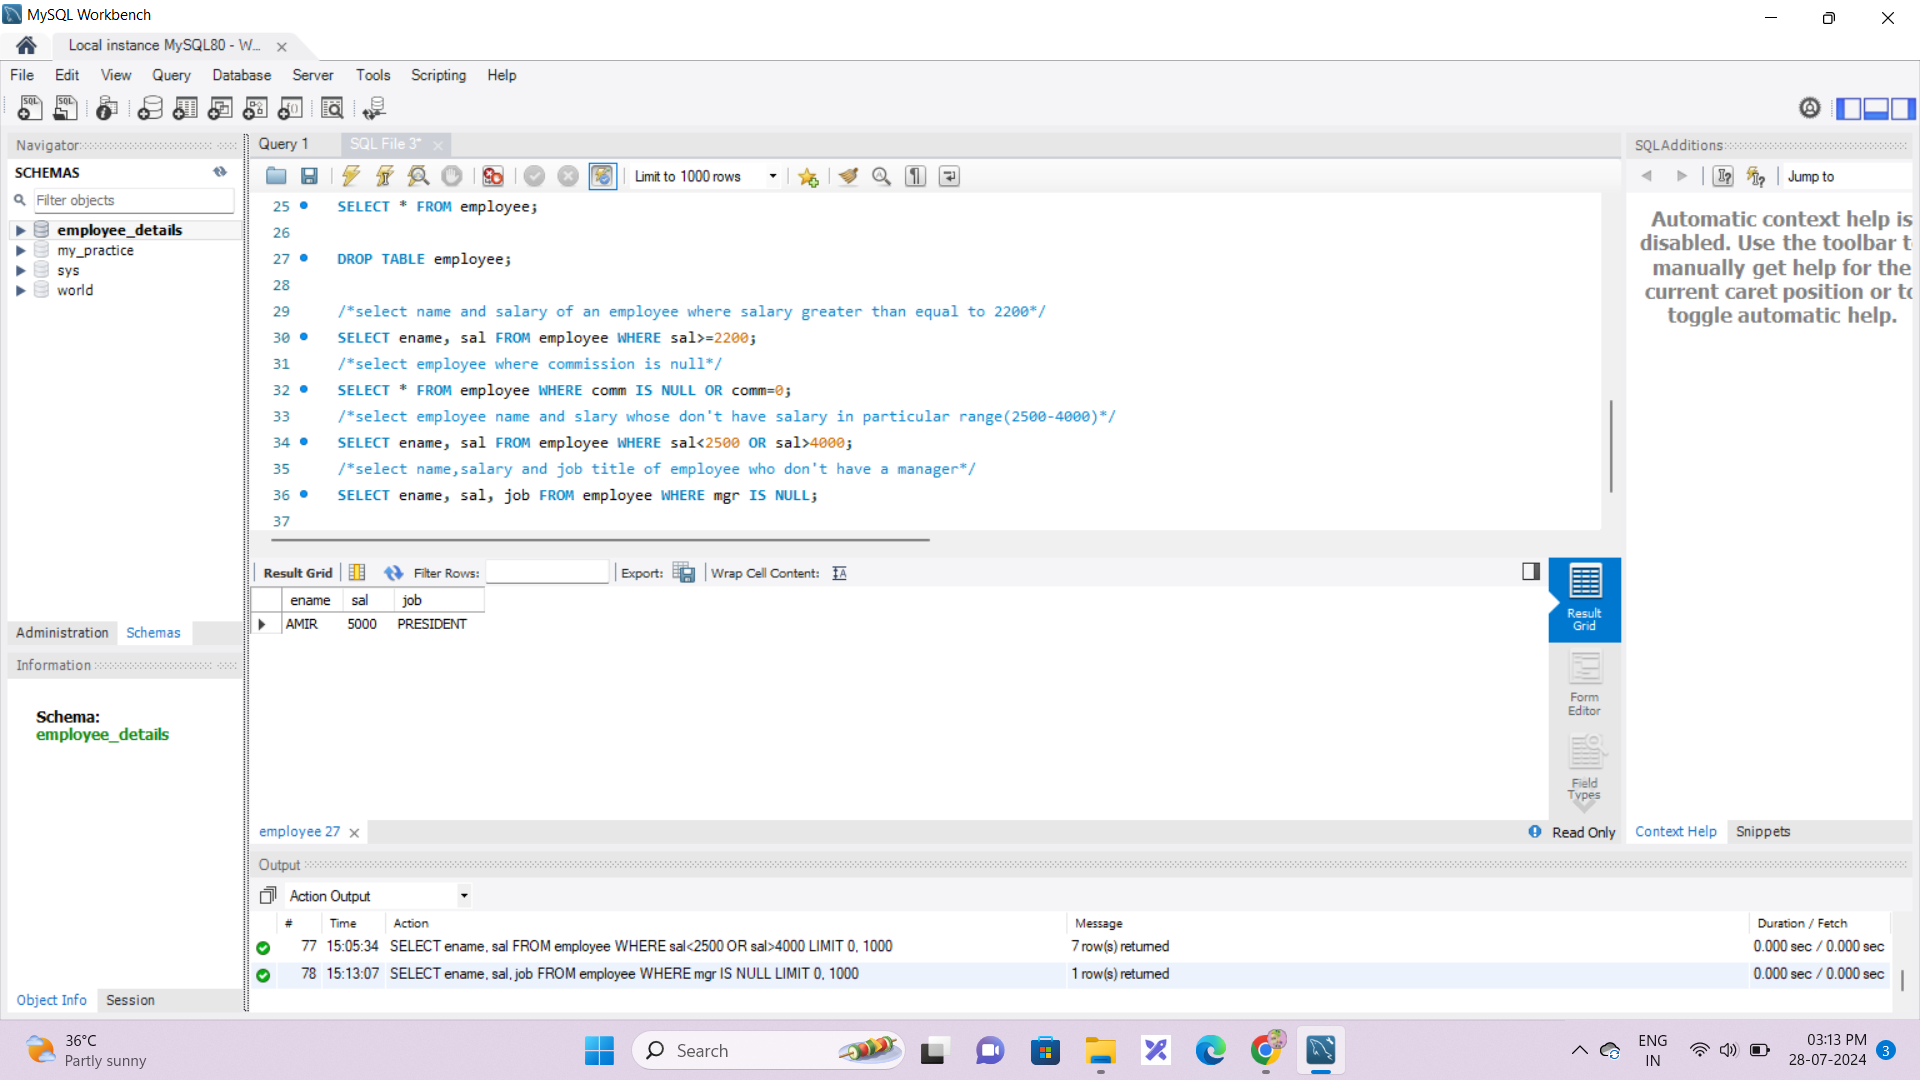 MySQL Workbench
Local instance MySQL80 - W...
File Edit View Query Database Server Tools Scripting Help
Navigator
SCHEMAS
Filter objects
employee_details
my_practice
sys
world
Administration Schemas
Information
Schema:
employee_details
Object Info Session
Query 1 SQL File 3*
Limit to 1000 rows
25 SELECT * FROM employee;
26
27 DROP TABLE employee;
28
29 /*select name and salary of an employee where salary greater than equal to 2200*/
30 SELECT ename, sal FROM employee WHERE sal>=2200;
31 /*select employee where commission is null*/
32 SELECT * FROM employee WHERE comm IS NULL OR comm=0;
33 /*select employee name and slary whose don't have salary in particular range(2500-4000)*/
34 SELECT ename, sal FROM employee WHERE sal<2500 OR sal>4000;
35 /*select name,salary and job title of employee who don't have a manager*/
36 SELECT ename, sal, job FROM employee WHERE mgr IS NULL;
37
Result Grid Filter Rows: Export: Wrap Cell Content:
ename sal job
AMIR 5000 PRESIDENT
Result
Grid
Form
Editor
Field
Types
employee 27
Read Only
SQLAdditions
Jump to
Automatic context help is
disabled. Use the toolbar t
manually get help for the
current caret position or to
toggle automatic help.
Context Help Snippets
Output
Action Output
# Time Action Message Duration / Fetch
77 15:05:34 SELECT ename, sal FROM employee WHERE sal<2500 OR sal>4000 LIMIT 0, 1000 7 row(s) returned 0.000 sec / 0.000 sec
78 15:13:07 SELECT ename, sal, job FROM employee WHERE mgr IS NULL LIMIT 0, 1000 1 row(s) returned 0.000 sec / 0.000 sec
36°C
Partly sunny
Search
ENG
IN
03:13 PM
28-07-2024
3